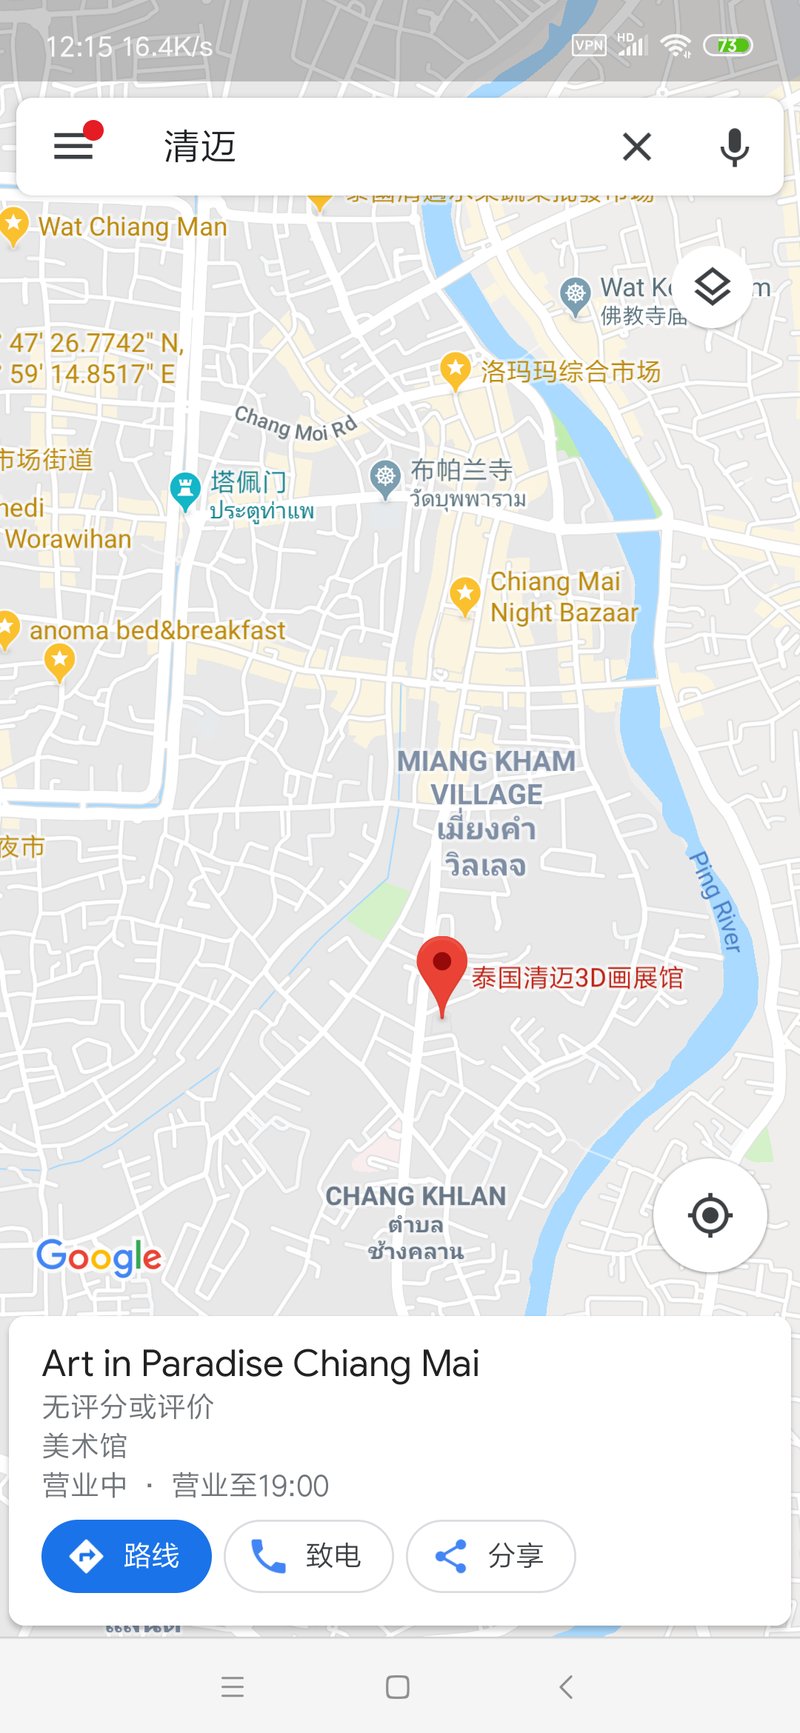 12:15 16.4K/s
VPN HD 73
清迈
Wat Chiang Man
47' 26.7742" N,
59' 14.8517" E
佛教寺庙
洛玛玛综合市场
Chang Moi Rd
市场街道
塔佩门
ประตูท่าแพ
布帕兰寺
วัดบุพพาราม
Worawihan
Chiang Mai
Night Bazaar
anoma bed&breakfast
MIANG KHAM
VILLAGE
เมี่ยงคำ
วิลเลจ
夜市
Ping River
泰国清迈3D画展馆
CHANG KHLAN
ตำบล
ช้างคลาน
Google
Art in Paradise Chiang Mai
无评分或评价
美术馆
营业中 · 营业至19:00
路线
致电
分享